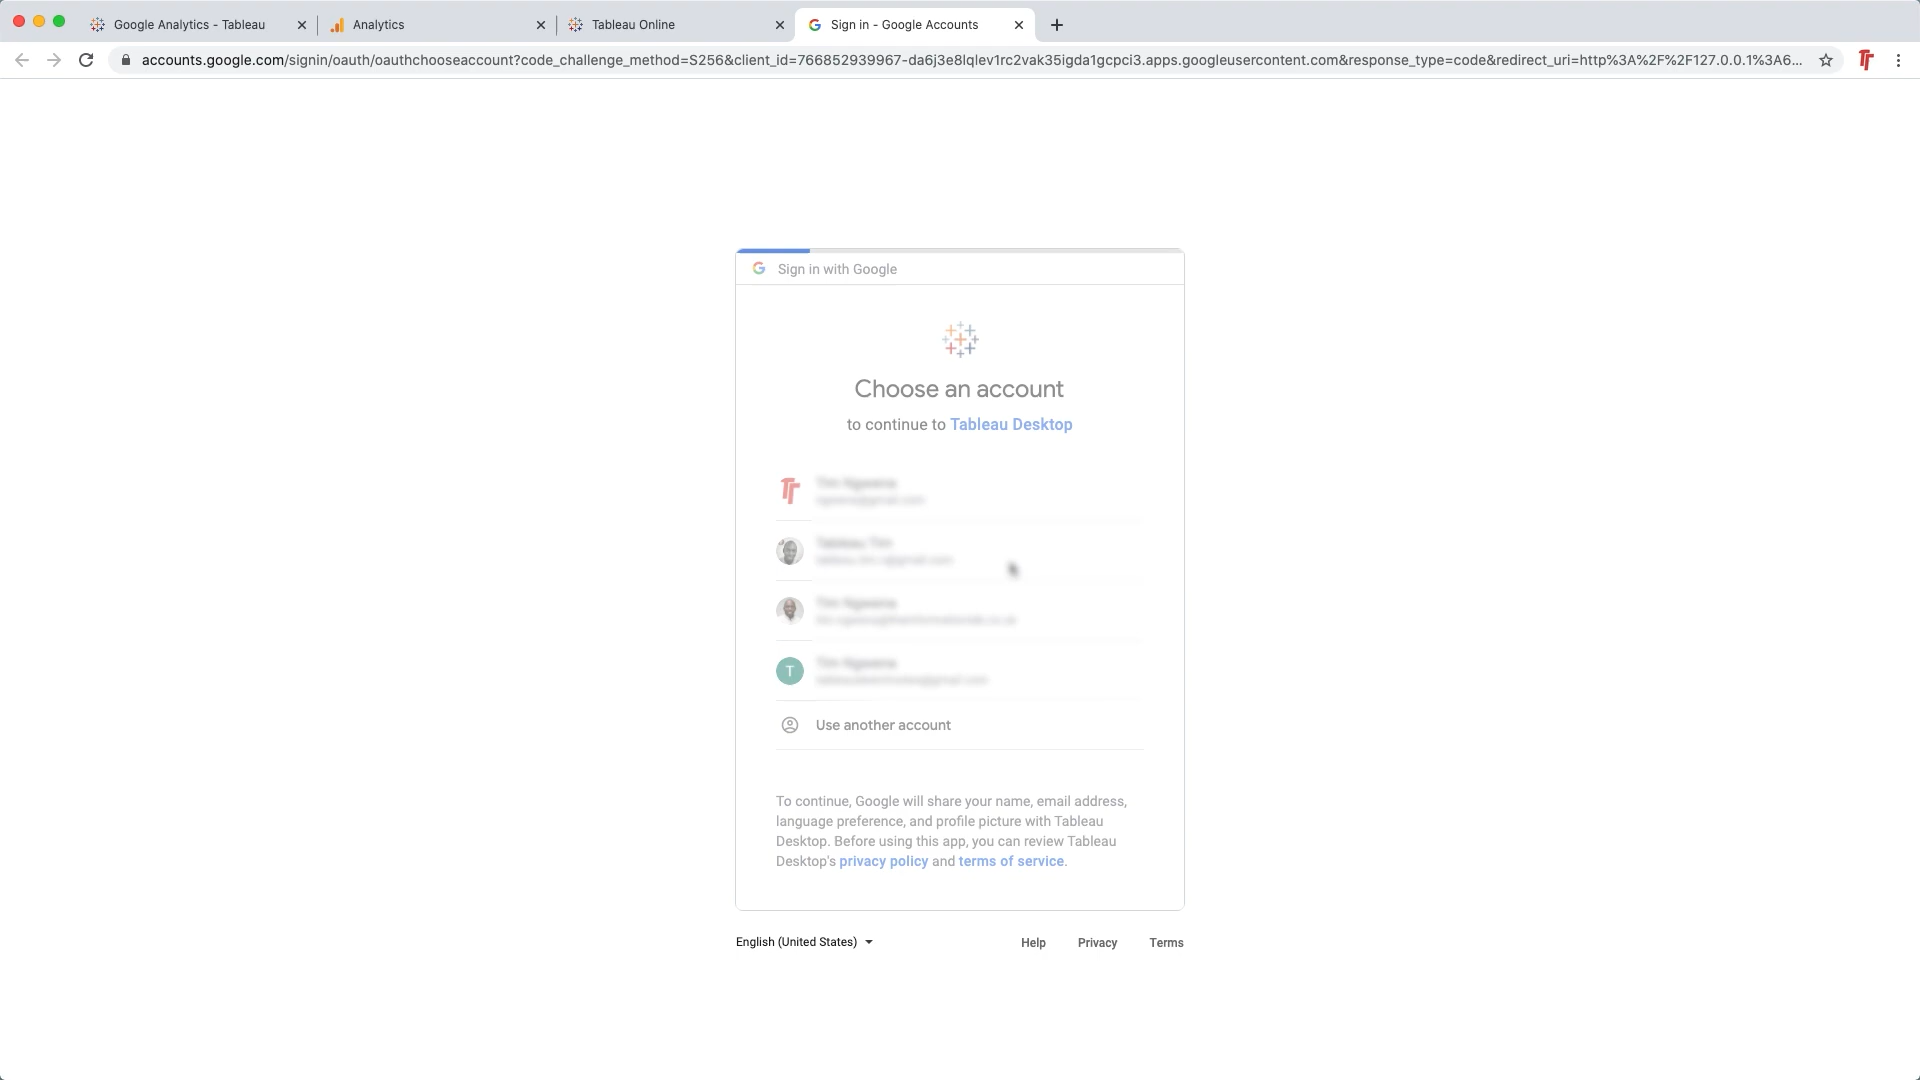 Google Analytics - Tableau
Analytics
Tableau Online
Sign in - Google Accounts
accounts.google.com/signin/oauth/oauthchooseaccount?code_challenge_method=S256&client_id=766852939967-da6j3e8lqlev1rc2vak35igda1gcpci3.apps.googleusercontent.com&response_type=code&redirect_uri=http%3A%2F%2F127.0.0.1%3A6...
Sign in with Google
Choose an account
to continue to Tableau Desktop
T
Use another account
To continue, Google will share your name, email address,
language preference, and profile picture with Tableau
Desktop. Before using this app, you can review Tableau
Desktop's privacy policy and terms of service.
English (United States)
Help
Privacy
Terms